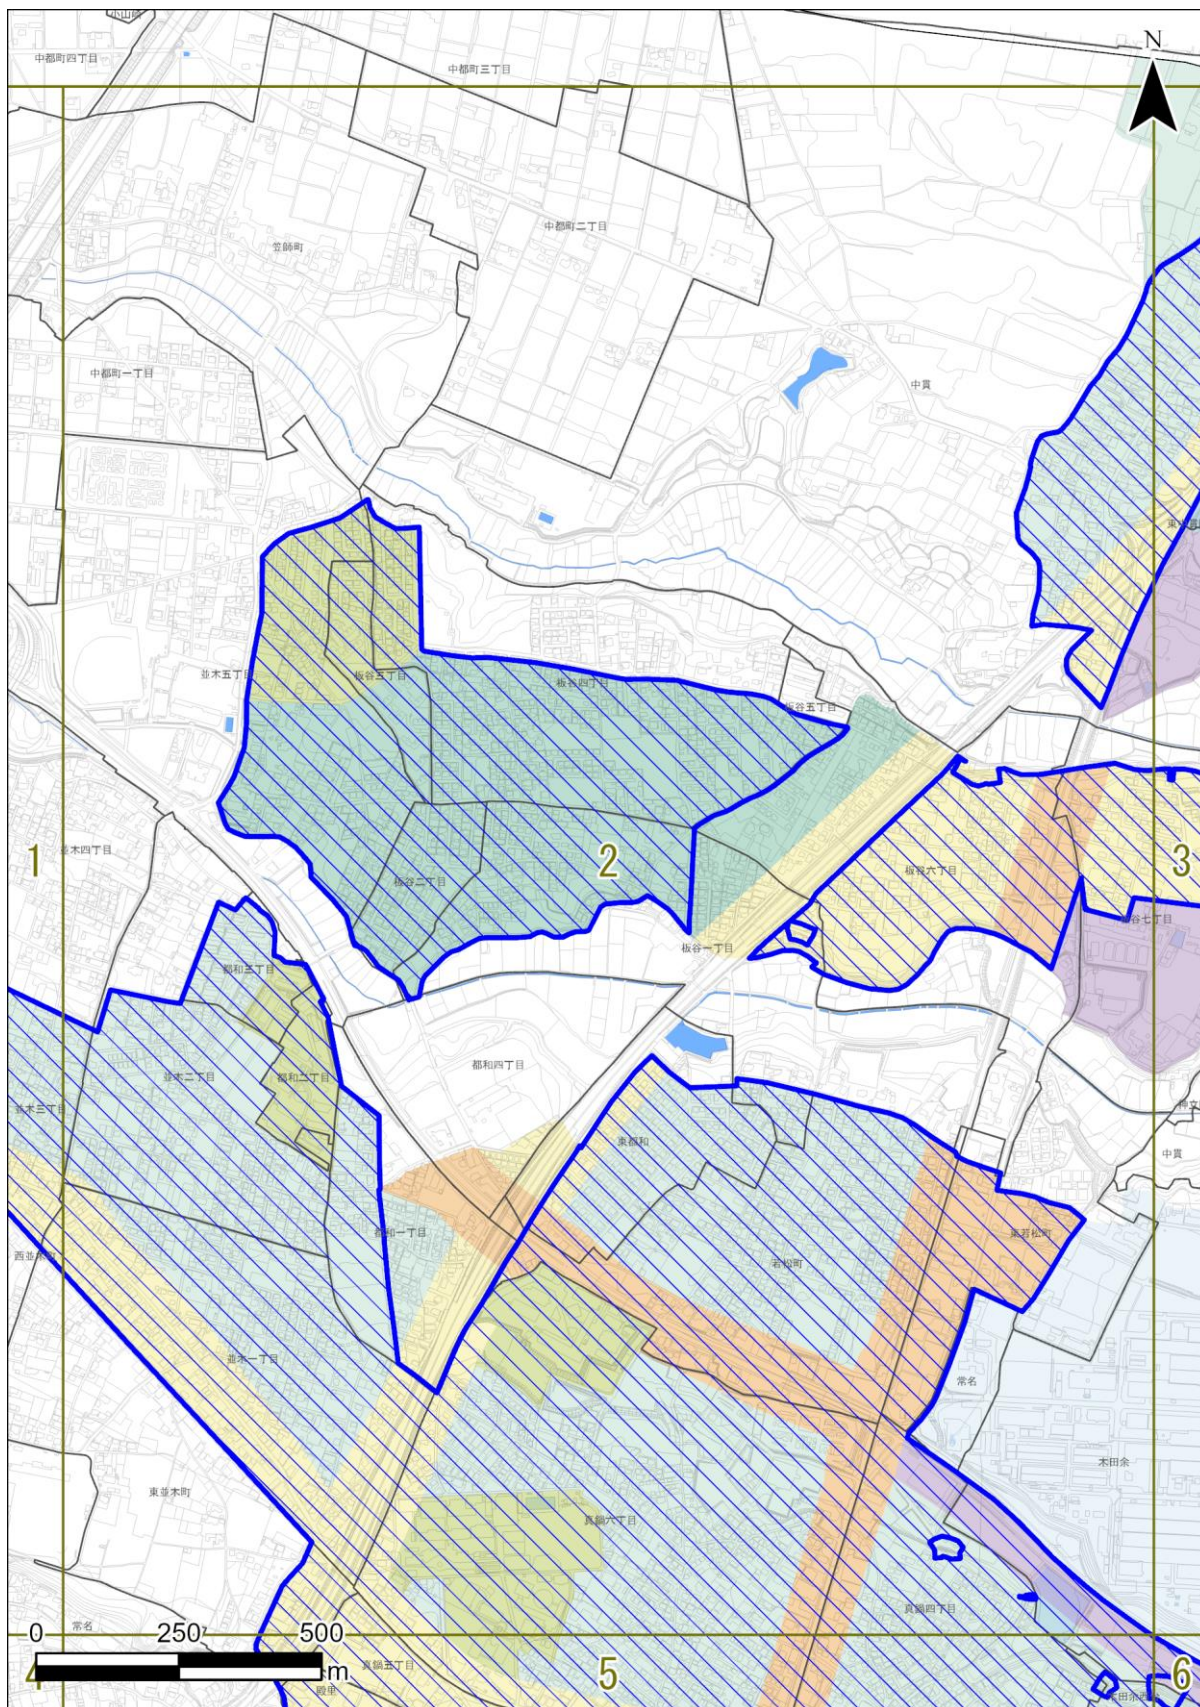 小山崎
中都町四丁目
中都町三丁目
N
中都町二丁目
笠師町
中都町一丁目
中貫
並木五丁目
板谷三丁目
板谷四丁目
板谷五丁目
1
並木四丁目
板谷二丁目
2
板谷六丁目
3
板谷七丁目
板谷一丁目
都和三丁目
都和四丁目
並木二丁目
都和二丁目
並木三丁目
東都和
中貫
都和一丁目
東若松町
西並木町
若松町
並木一丁目
常名
木田余
東並木町
真鍋六丁目
真鍋四丁目
常名
0 250 500
m
4
真鍋五丁目
殿里
5
6